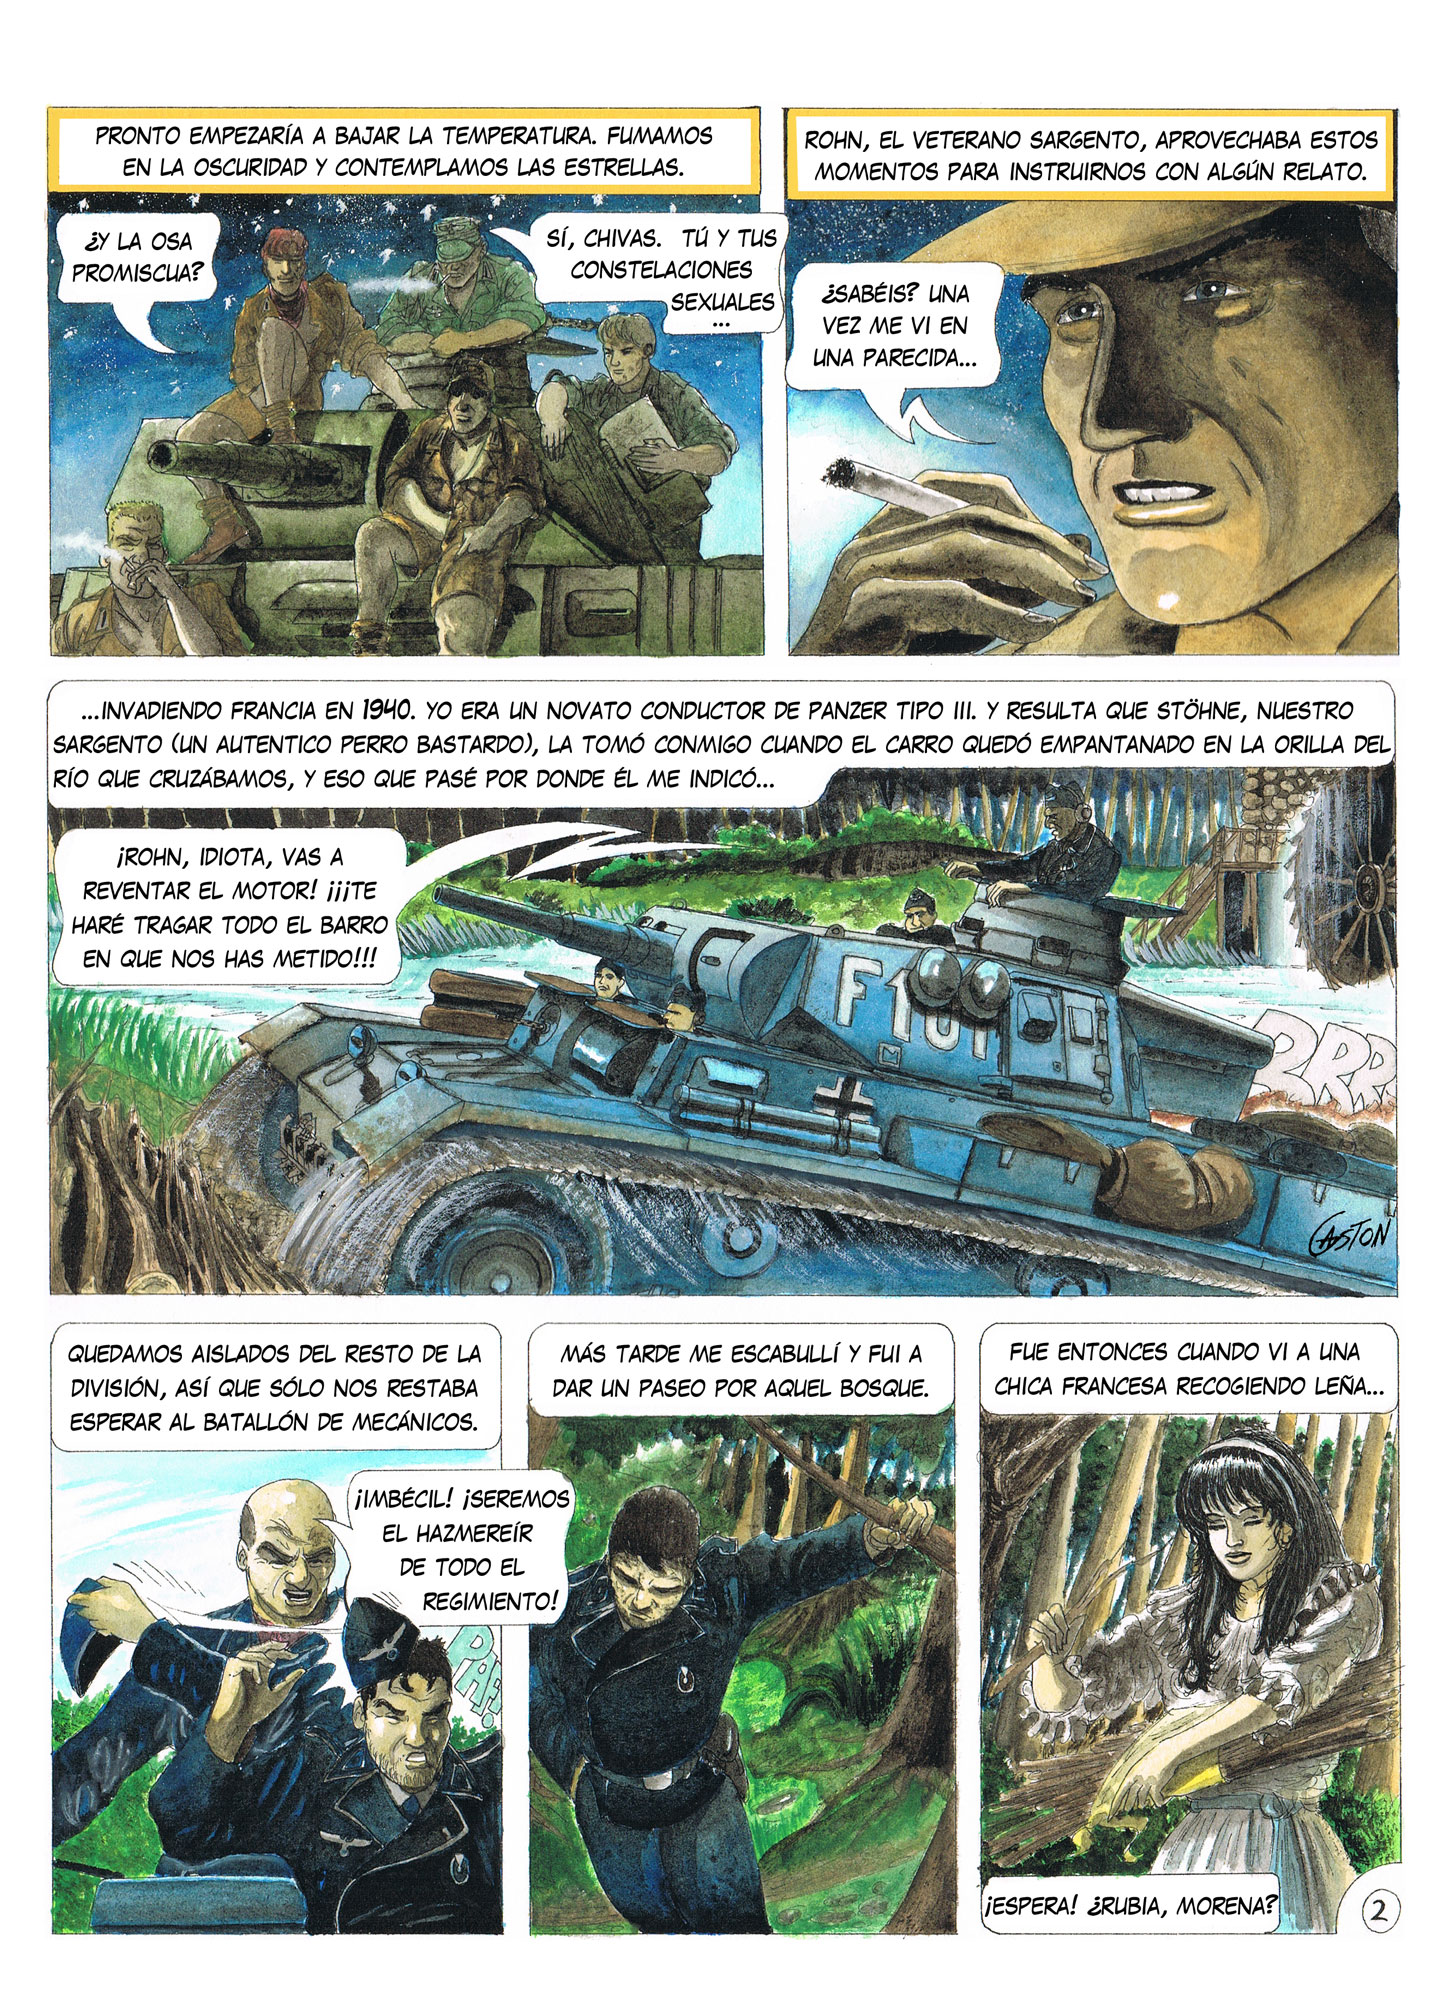 PRONTO EMPEZARÍA A BAJAR LA TEMPERATURA. FUMAMOS
EN LA OSCURIDAD Y CONTEMPLAMOS LAS ESTRELLAS.
¿Y LA OSA
PROMISCUA?
SÍ, CHIVAS. TÚ Y TUS
CONSTELACIONES
SEXUALES
...
ROHN, EL VETERANO SARGENTO, APROVECHABA ESTOS
MOMENTOS PARA INSTRUIRNOS CON ALGÚN RELATO.
¿SABÉIS? UNA
VEZ ME VI EN
UNA PARECIDA...
...INVADIENDO FRANCIA EN 1940. YO ERA UN NOVATO CONDUCTOR DE PANZER TIPO III. Y RESULTA QUE STÖHNE, NUESTRO
SARGENTO (UN AUTENTICO PERRO BASTARDO), LA TOMÓ CONMIGO CUANDO EL CARRO QUEDÓ EMPANTANADO EN LA ORILLA DEL
RÍO QUE CRUZÁBAMOS, Y ESO QUE PASÉ POR DONDE ÉL ME INDICÓ...
¡ROHN, IDIOTA, VAS A
REVENTAR EL MOTOR! ¡¡¡TE
HARÉ TRAGAR TODO EL BARRO
EN QUE NOS HAS METIDO!!!
F101
RRRR
GASTON
QUEDAMOS AISLADOS DEL RESTO DE LA
DIVISIÓN, ASÍ QUE SÓLO NOS RESTABA
ESPERAR AL BATALLÓN DE MECÁNICOS.
¡IMBÉCIL! ¡SEREMOS
EL HAZMERREÍR
DE TODO EL
REGIMIENTO!
PAF!
MÁS TARDE ME ESCABULLÍ Y FUI A
DAR UN PASEO POR AQUEL BOSQUE.
FUE ENTONCES CUANDO VI A UNA
CHICA FRANCESA RECOGIENDO LEÑA...
¡ESPERA! ¿RUBIA, MORENA?
2